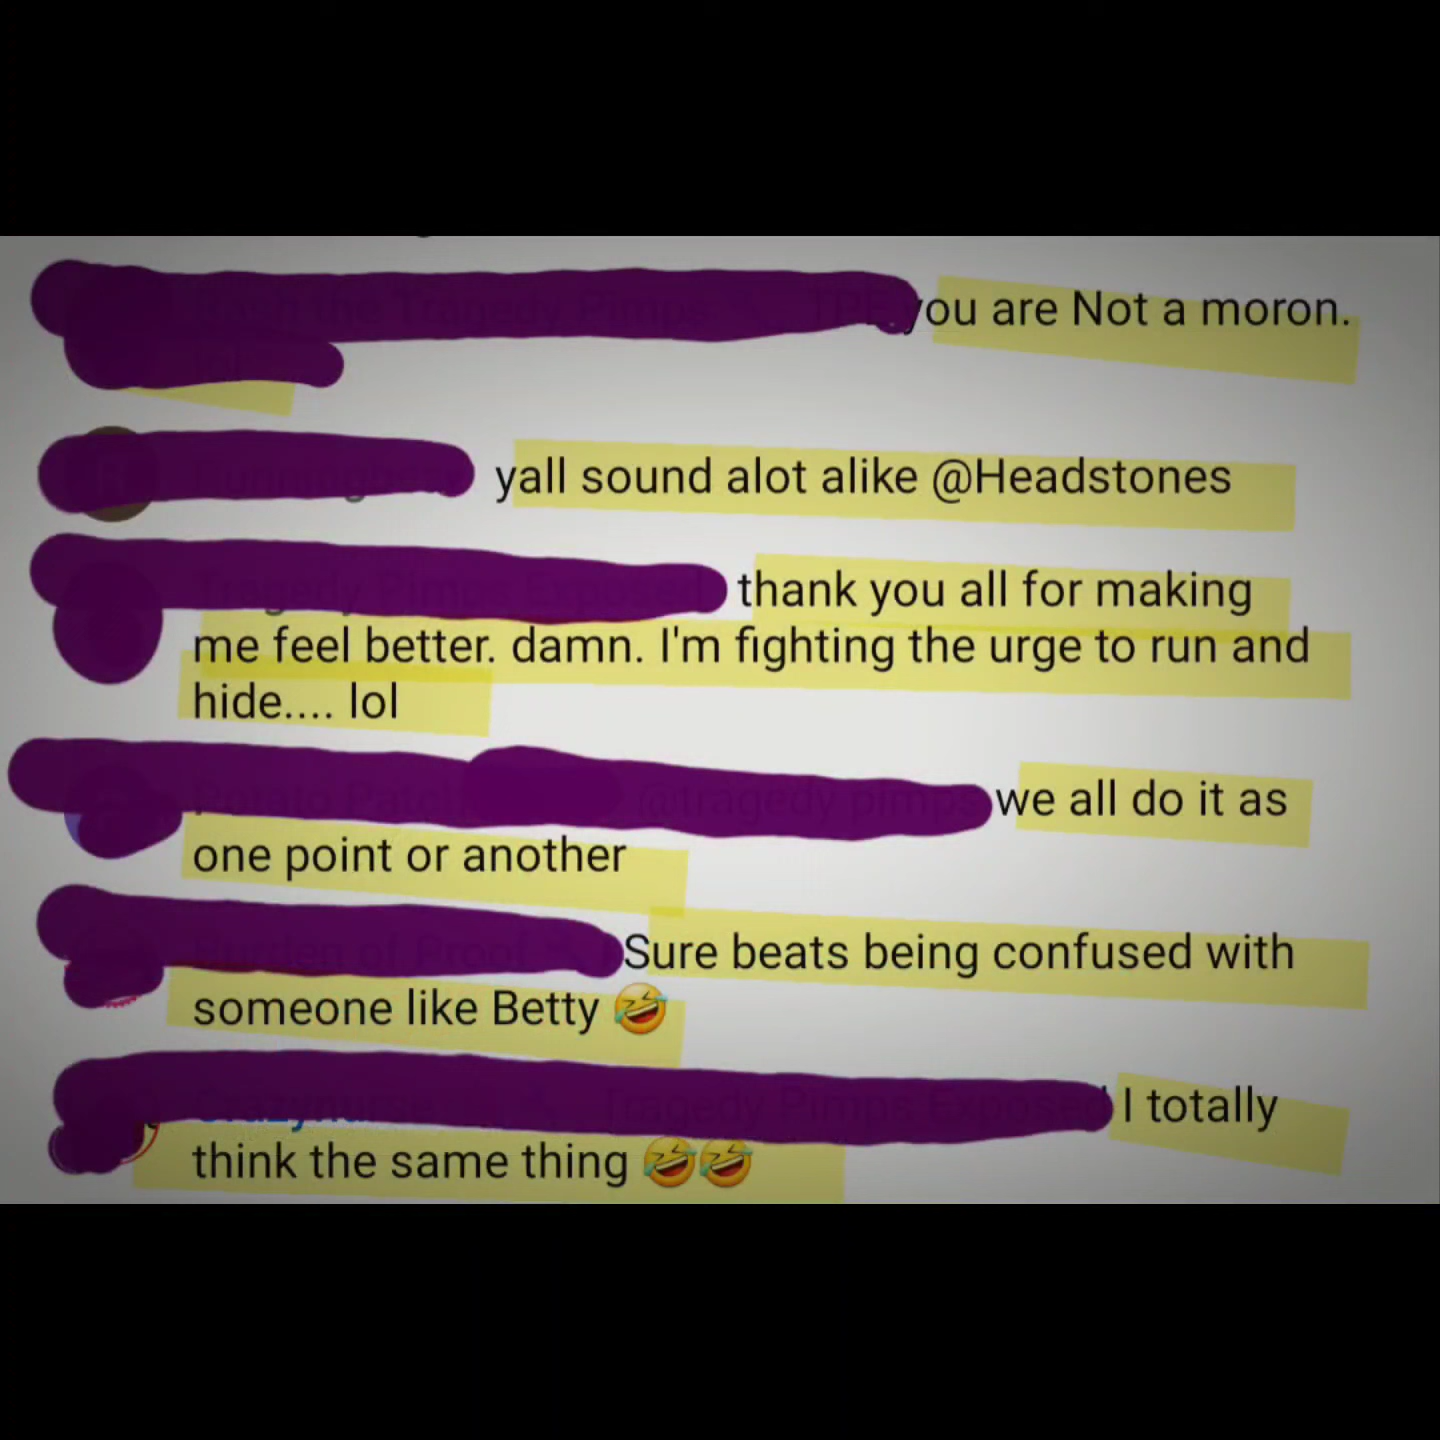 you are Not a moron.
yall sound alot alike @Headstones
thank you all for making
me feel better. damn. I'm fighting the urge to run and
hide.... lol
we all do it as
one point or another
Sure beats being confused with
someone like Betty 🤣
I totally
think the same thing 🤣🤣